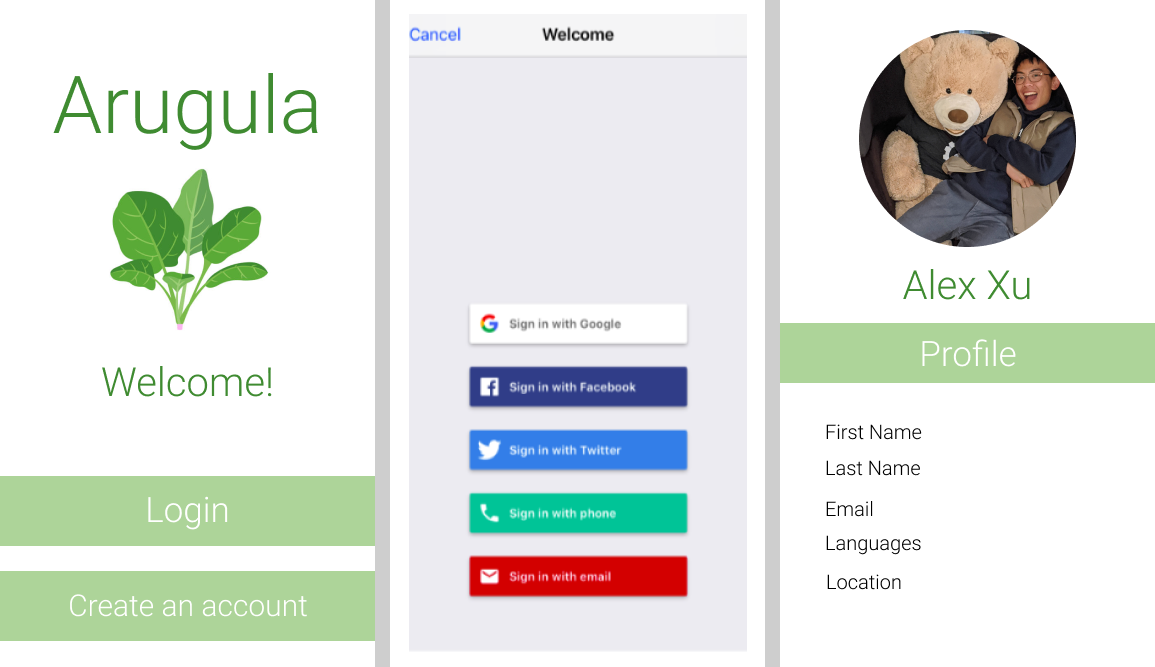 Arugula
Welcome!
Login
Create an account
Cancel
Welcome
Sign in with Google
Sign in with Facebook
Sign in with Twitter
Sign in with phone
Sign in with email
Alex Xu
Profile
First Name
Last Name
Email
Languages
Location